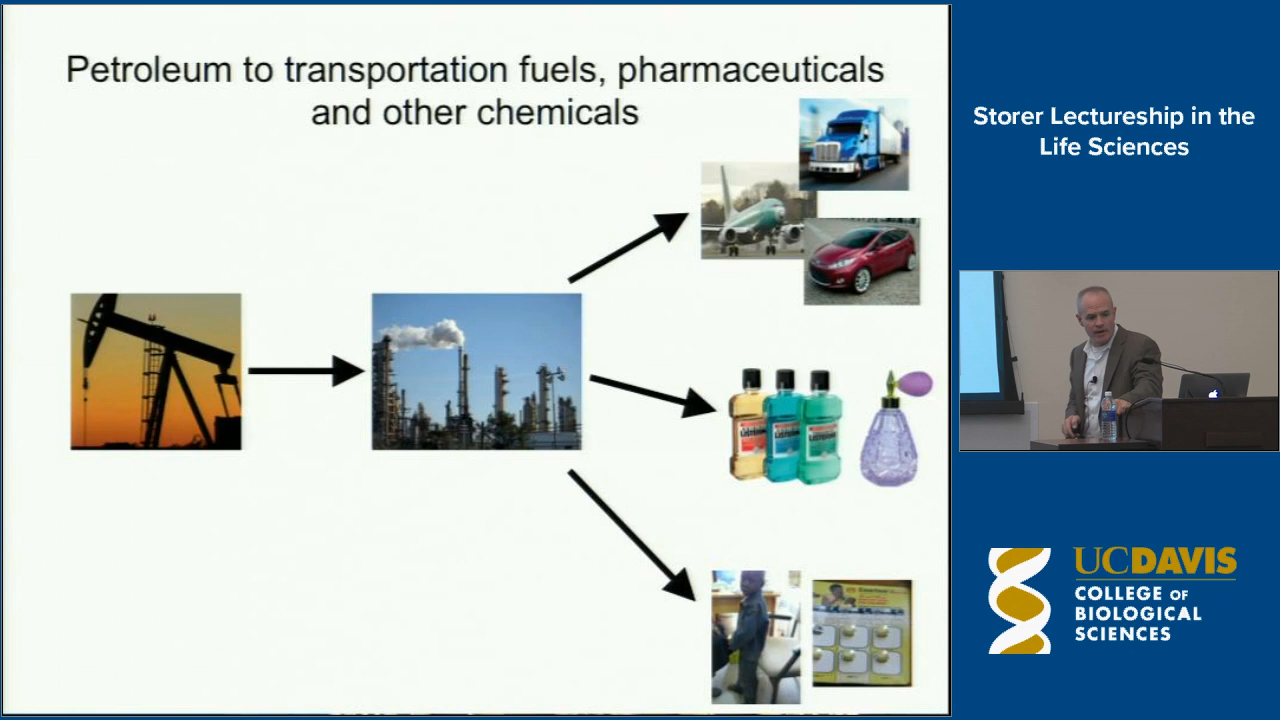 Petroleum to transportation fuels, pharmaceuticals
and other chemicals
Storer Lectureship in the
Life Sciences
LISTERINE
UCDAVIS
COLLEGE OF
BIOLOGICAL
SCIENCES